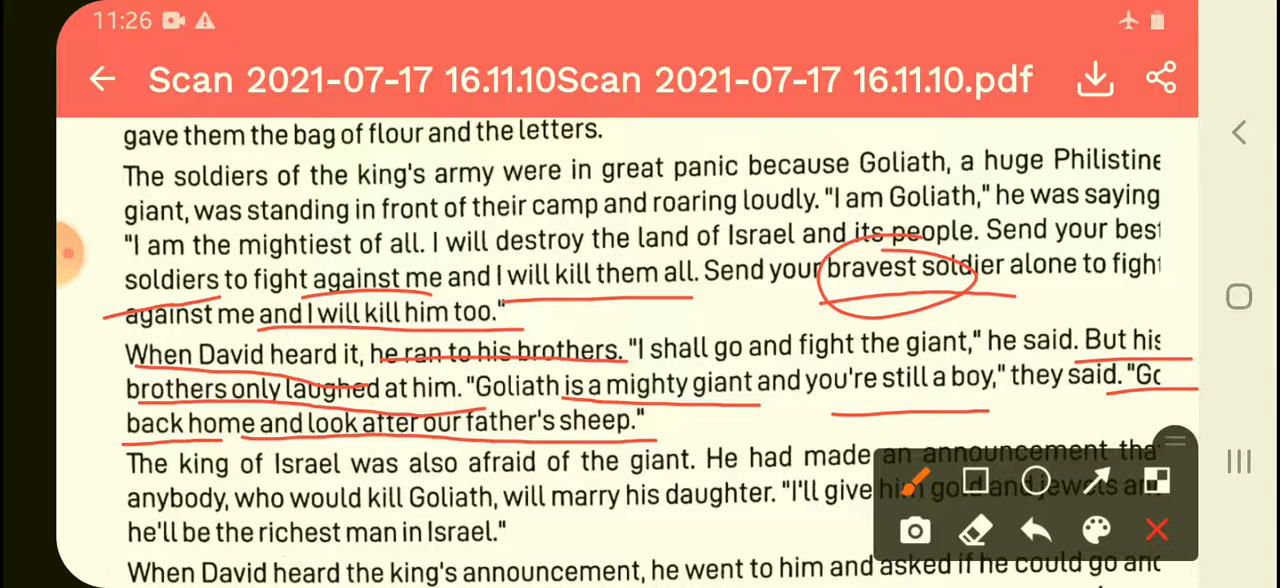 11:26
Scan 2021-07-17 16.11.10Scan 2021-07-17 16.11.10.pdf
gave them the bag of flour and the letters.
The soldiers of the king's army were in great panic because Goliath, a huge Philistine
giant, was standing in front of their camp and roaring loudly. "I am Goliath," he was saying
"I am the mightiest of all. I will destroy the land of Israel and its people. Send your best
soldiers to fight against me and I will kill them all. Send your bravest soldier alone to fight
against me and I will kill him too."
When David heard it, he ran to his brothers. "I shall go and fight the giant," he said. But his
brothers only laughed at him. "Goliath is a mighty giant and you're still a boy," they said. "Go
back home and look after our father's sheep."
The king of Israel was also afraid of the giant. He had made an announcement tha
anybody, who would kill Goliath, will marry his daughter. "I'll give him gold and jewels an
he'll be the richest man in Israel."
When David heard the king's announcement, he went to him and asked if he could go and